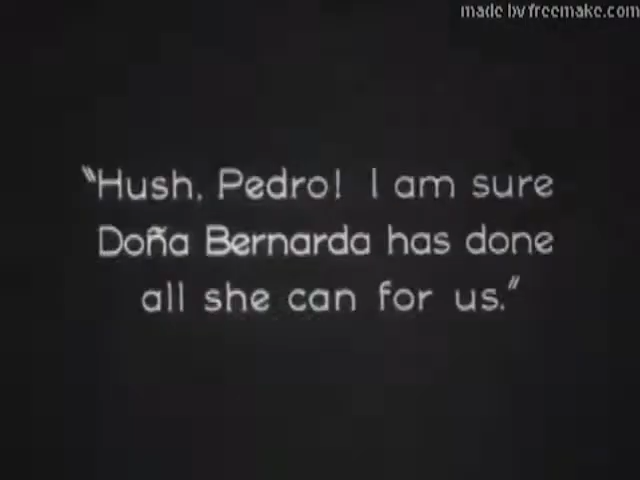 made by freemake.com
"Hush, Pedro! I am sure
Doña Bernarda has done
all she can for us."